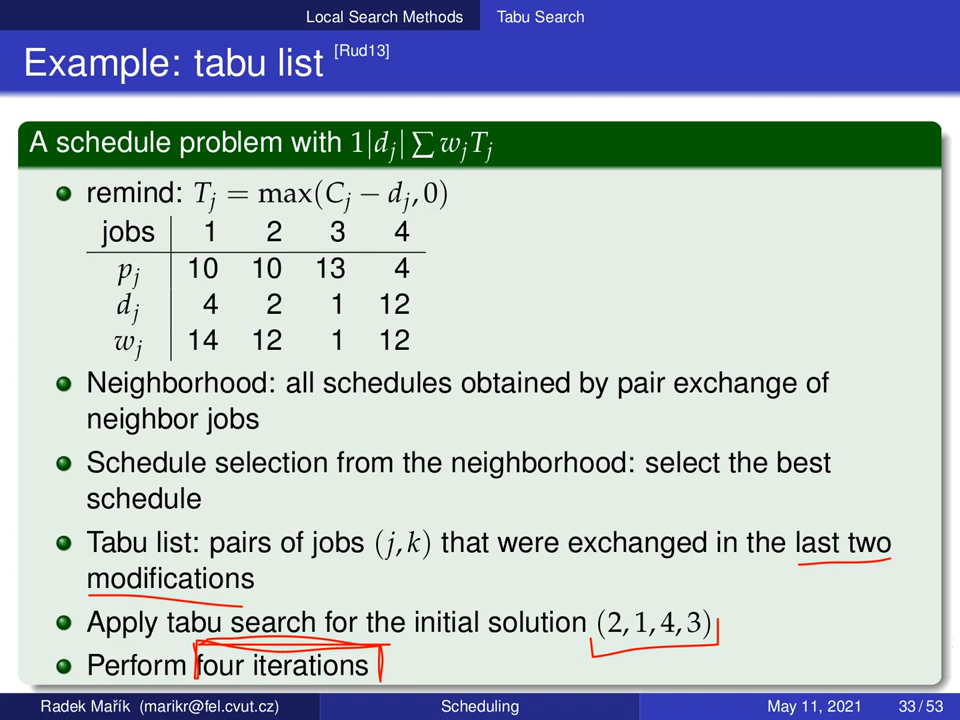 Local Search Methods Tabu Search
Example: tabu list [Rud13]
A schedule problem with 1|d_j| ∑ w_jT_j
remind: T_j = max(C_j − d_j, 0)
jobs 1 2 3 4
p_j 10 10 13 4
d_j 4 2 1 12
w_j 14 12 1 12
Neighborhood: all schedules obtained by pair exchange of
neighbor jobs
Schedule selection from the neighborhood: select the best
schedule
Tabu list: pairs of jobs (j, k) that were exchanged in the last two
modifications
Apply tabu search for the initial solution (2, 1, 4, 3)
Perform four iterations
Radek Mařík (marikr@fel.cvut.cz) Scheduling May 11, 2021 33 / 53